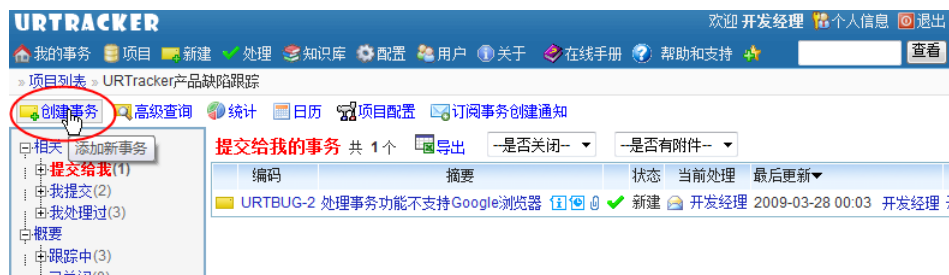 URTRACKER 欢迎 开发经理 个人信息 退出
我的事务 项目 新建 处理 知识库 配置 用户 关于 在线手册 帮助和支持 查看
» 项目列表 » URTracker产品缺陷跟踪
创建事务 高级查询 统计 日历 项目配置 订阅事务创建通知
添加新事务
相关
提交给我(1)
我提交(2)
我处理过(3)
概要
跟踪中(3)
提交给我的事务 共 1个 导出 --是否关闭-- --是否有附件--
编码 摘要 状态 当前处理 最后更新
URTBUG-2 处理事务功能不支持Google浏览器 新建 开发经理 2009-03-28 00:03 开发经理